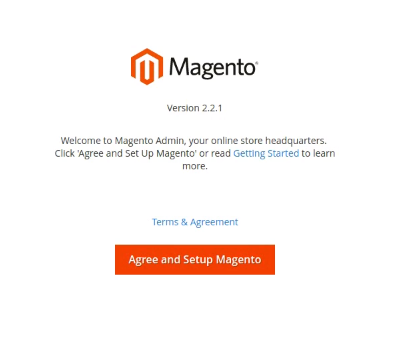 Magento
Version 2.2.1
Welcome to Magento Admin, your online store headquarters.
Click 'Agree and Set Up Magento' or read Getting Started to learn
more.
Terms & Agreement
Agree and Setup Magento